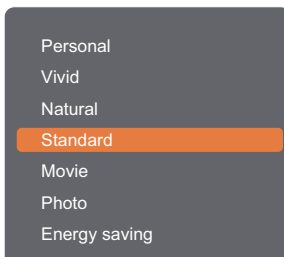 Personal
Vivid
Natural
Standard
Movie
Photo
Energy saving